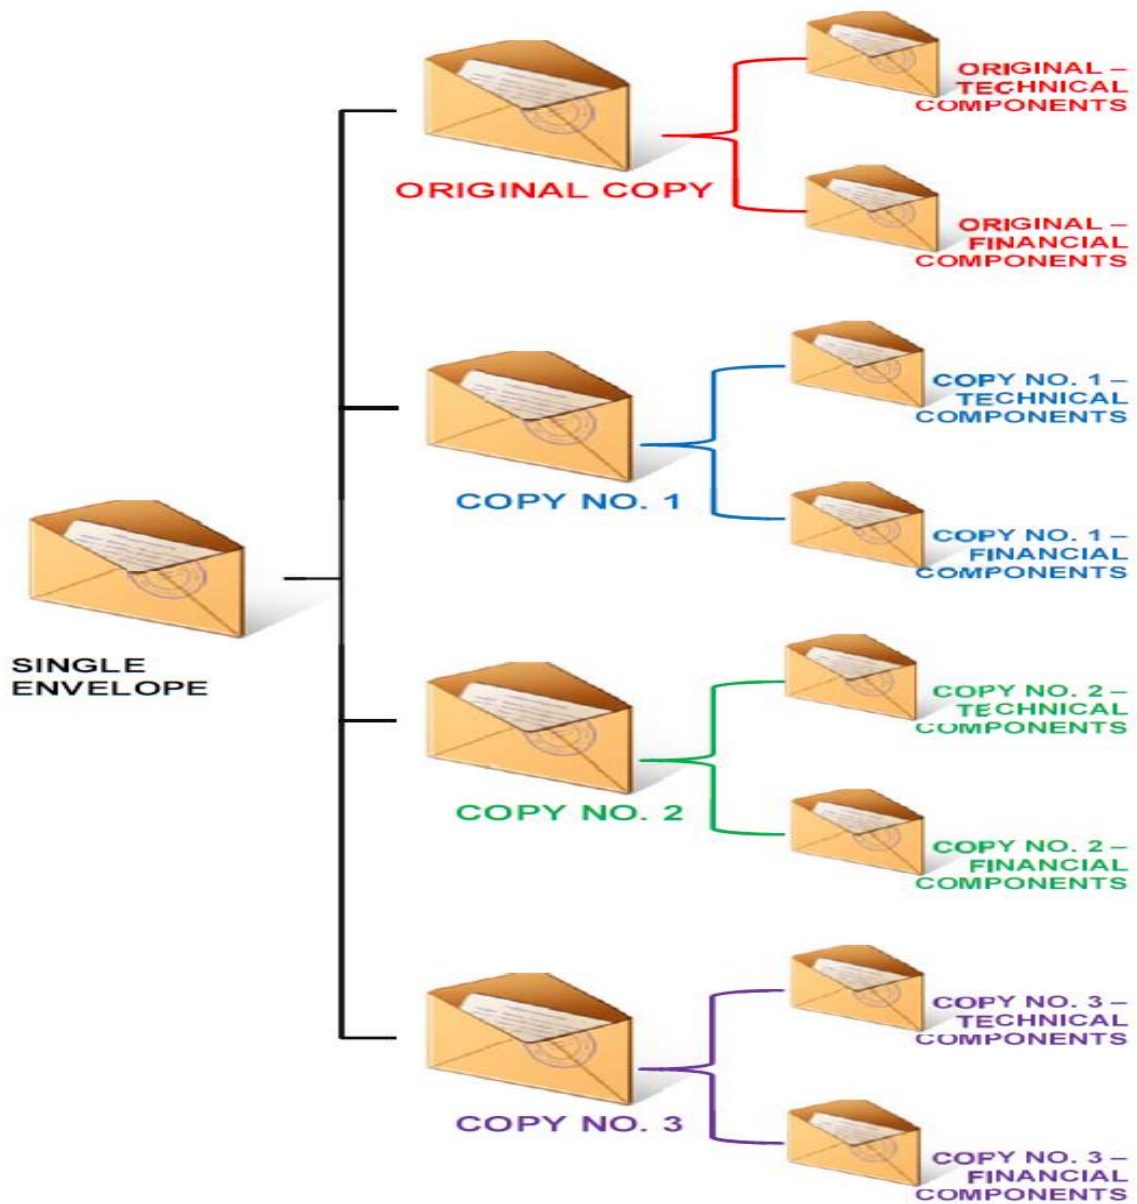 ORIGINAL –
TECHNICAL
COMPONENTS
ORIGINAL COPY
ORIGINAL –
FINANCIAL
COMPONENTS
COPY NO. 1 –
TECHNICAL
COMPONENTS
COPY NO. 1
COPY NO. 1 –
FINANCIAL
COMPONENTS
SINGLE
ENVELOPE
COPY NO. 2 –
TECHNICAL
COMPONENTS
COPY NO. 2
COPY NO. 2 –
FINANCIAL
COMPONENTS
COPY NO. 3 –
TECHNICAL
COMPONENTS
COPY NO. 3
COPY NO. 3 –
FINANCIAL
COMPONENTS